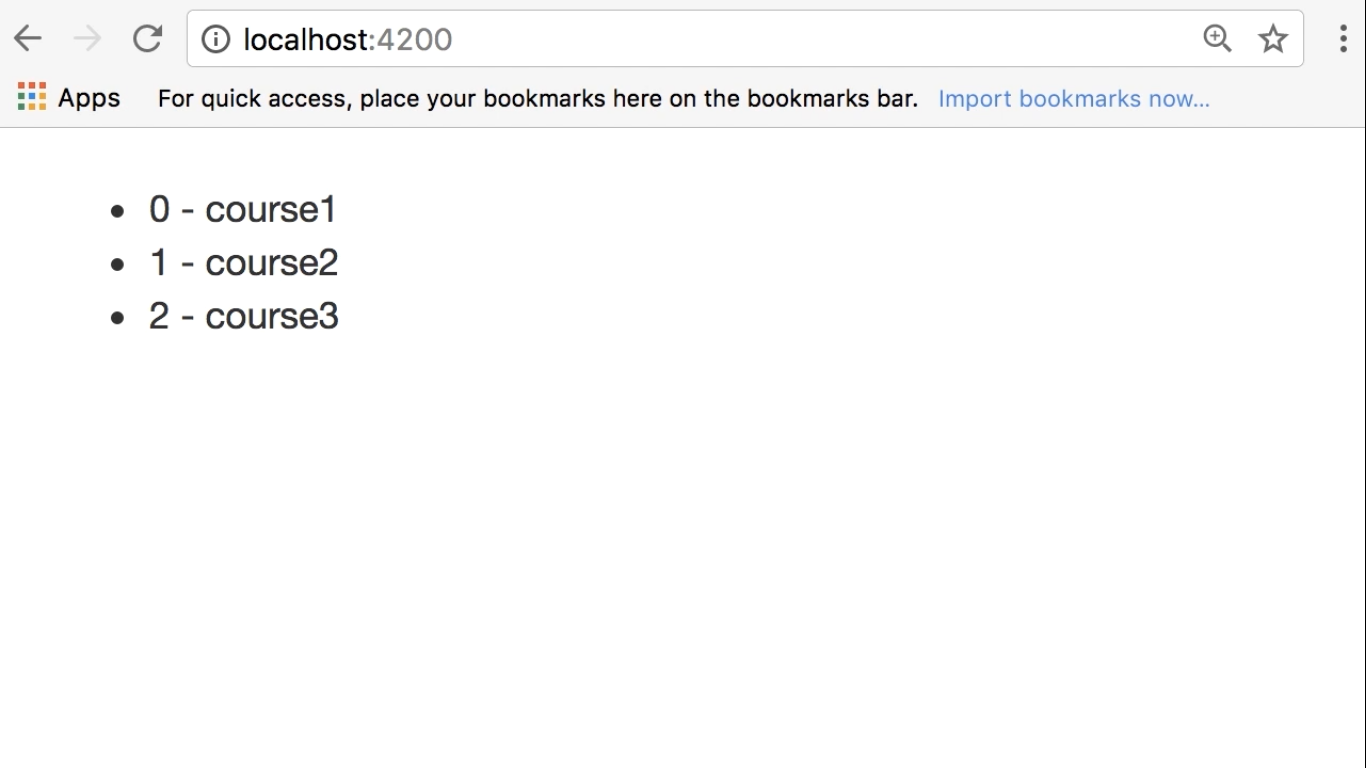 localhost:4200
Apps For quick access, place your bookmarks here on the bookmarks bar. Import bookmarks now...
0 - course1
1 - course2
2 - course3